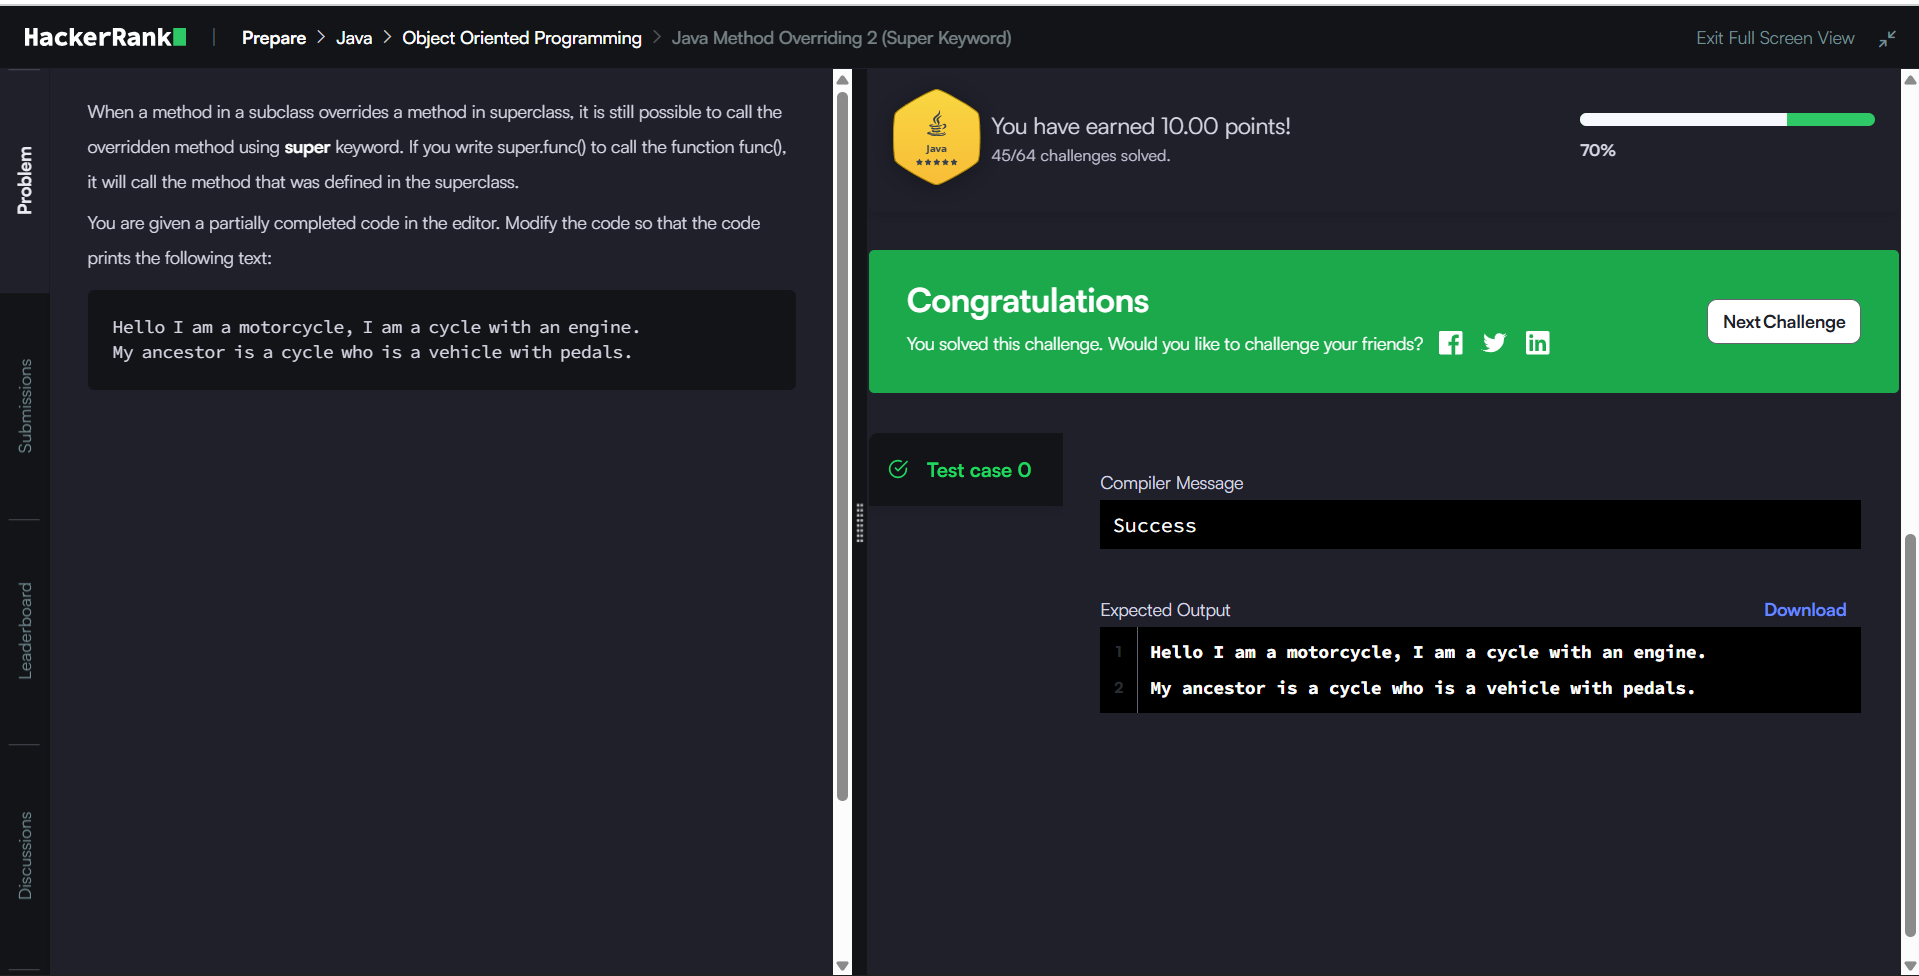 HackerRank | Prepare > Java > Object Oriented Programming > Java Method Overriding 2 (Super Keyword) Exit Full Screen View
Problem
Submissions
Leaderboard
Discussions
When a method in a subclass overrides a method in superclass, it is still possible to call the
overridden method using super keyword. If you write super.func() to call the function func(),
it will call the method that was defined in the superclass.
You are given a partially completed code in the editor. Modify the code so that the code
prints the following text:
Hello I am a motorcycle, I am a cycle with an engine.
My ancestor is a cycle who is a vehicle with pedals.
Java
You have earned 10.00 points!
45/64 challenges solved.
70%
Congratulations
You solved this challenge. Would you like to challenge your friends?
Next Challenge
Test case 0
Compiler Message
Success
Expected Output
Download
1 Hello I am a motorcycle, I am a cycle with an engine.
2 My ancestor is a cycle who is a vehicle with pedals.